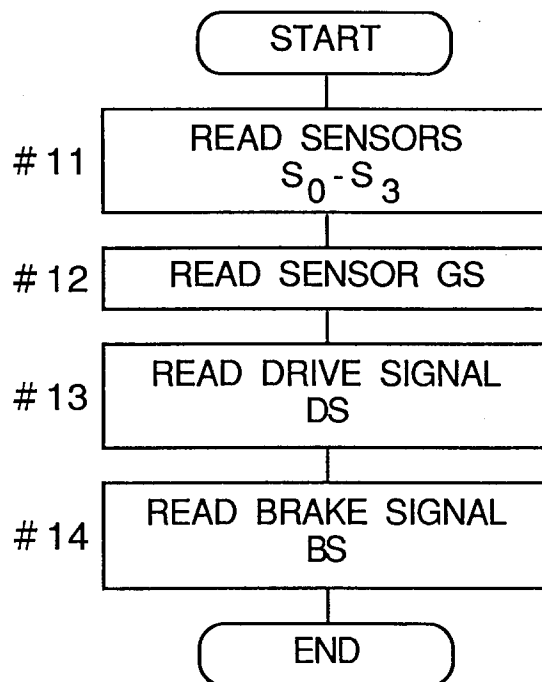 START
#11
READ SENSORS
S₀-S₃
#12
READ SENSOR GS
#13
READ DRIVE SIGNAL
DS
#14
READ BRAKE SIGNAL
BS
END